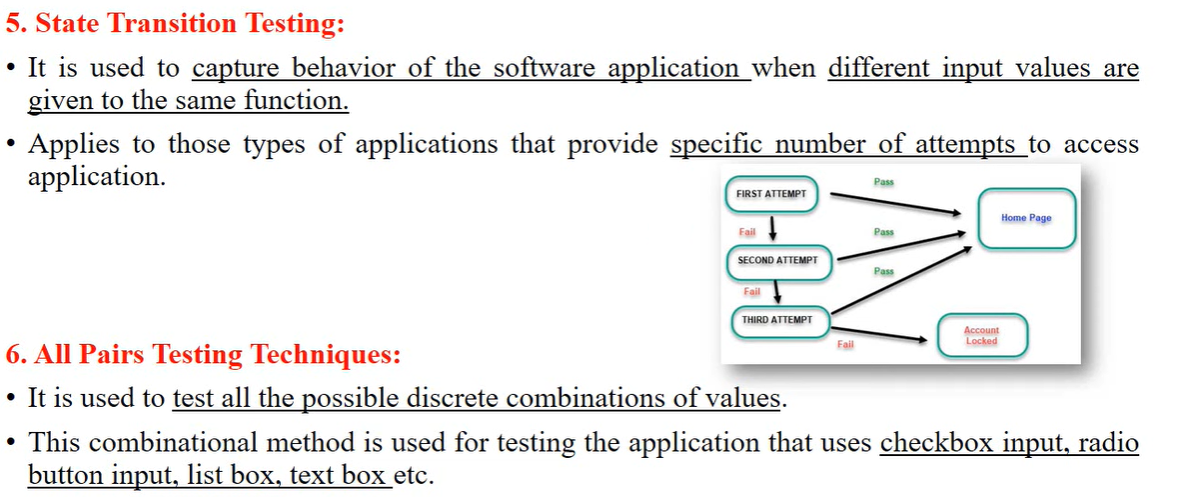 5. State Transition Testing:
• It is used to capture behavior of the software application when different input values are
given to the same function.
• Applies to those types of applications that provide specific number of attempts to access
application.
FIRST ATTEMPT
Pass
Home Page
Fail
Pass
SECOND ATTEMPT
Pass
Fail
THIRD ATTEMPT
Fail
Account
Locked
6. All Pairs Testing Techniques:
• It is used to test all the possible discrete combinations of values.
• This combinational method is used for testing the application that uses checkbox input, radio
button input, list box, text box etc.